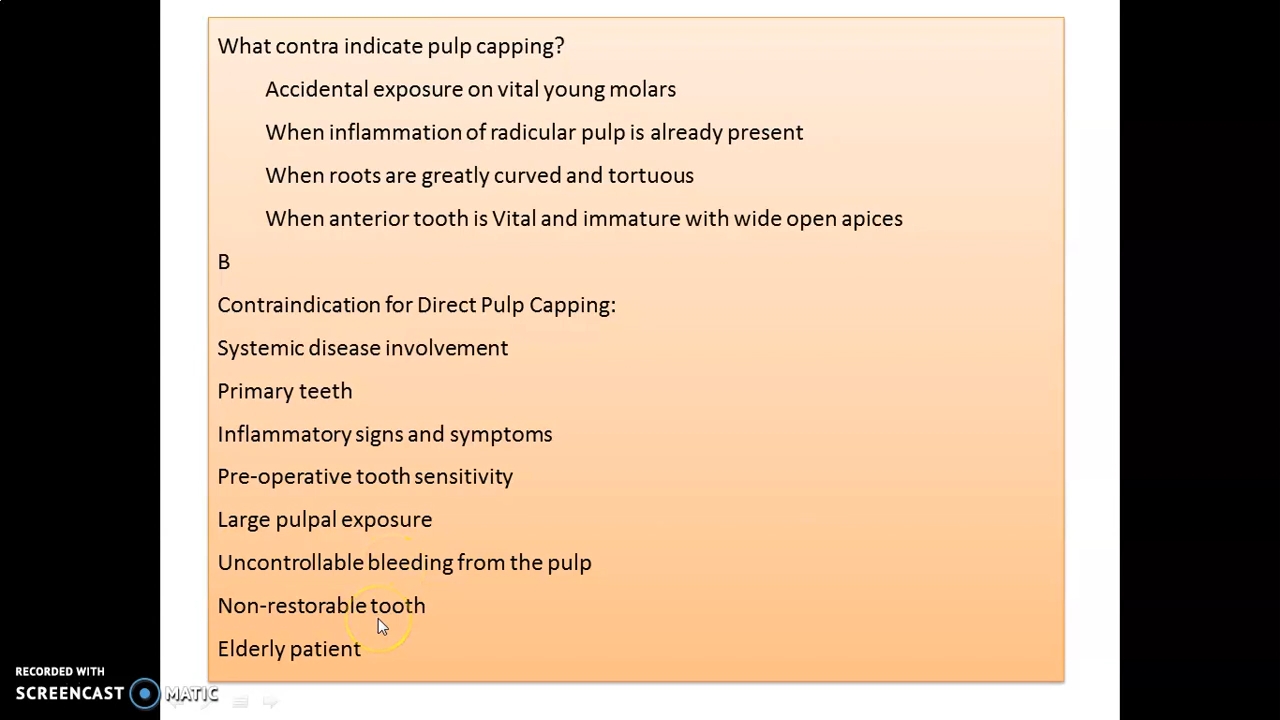 What contra indicate pulp capping?
Accidental exposure on vital young molars
When inflammation of radicular pulp is already present
When roots are greatly curved and tortuous
When anterior tooth is Vital and immature with wide open apices
B
Contraindication for Direct Pulp Capping:
Systemic disease involvement
Primary teeth
Inflammatory signs and symptoms
Pre-operative tooth sensitivity
Large pulpal exposure
Uncontrollable bleeding from the pulp
Non-restorable tooth
Elderly patient
RECORDED WITH
SCREENCAST MATIC